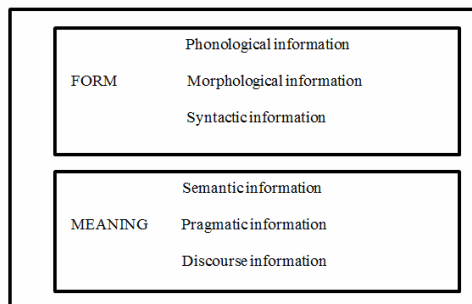 Phonological information
FORM Morphological information
Syntactic information
Semantic information
MEANING Pragmatic information
Discourse information